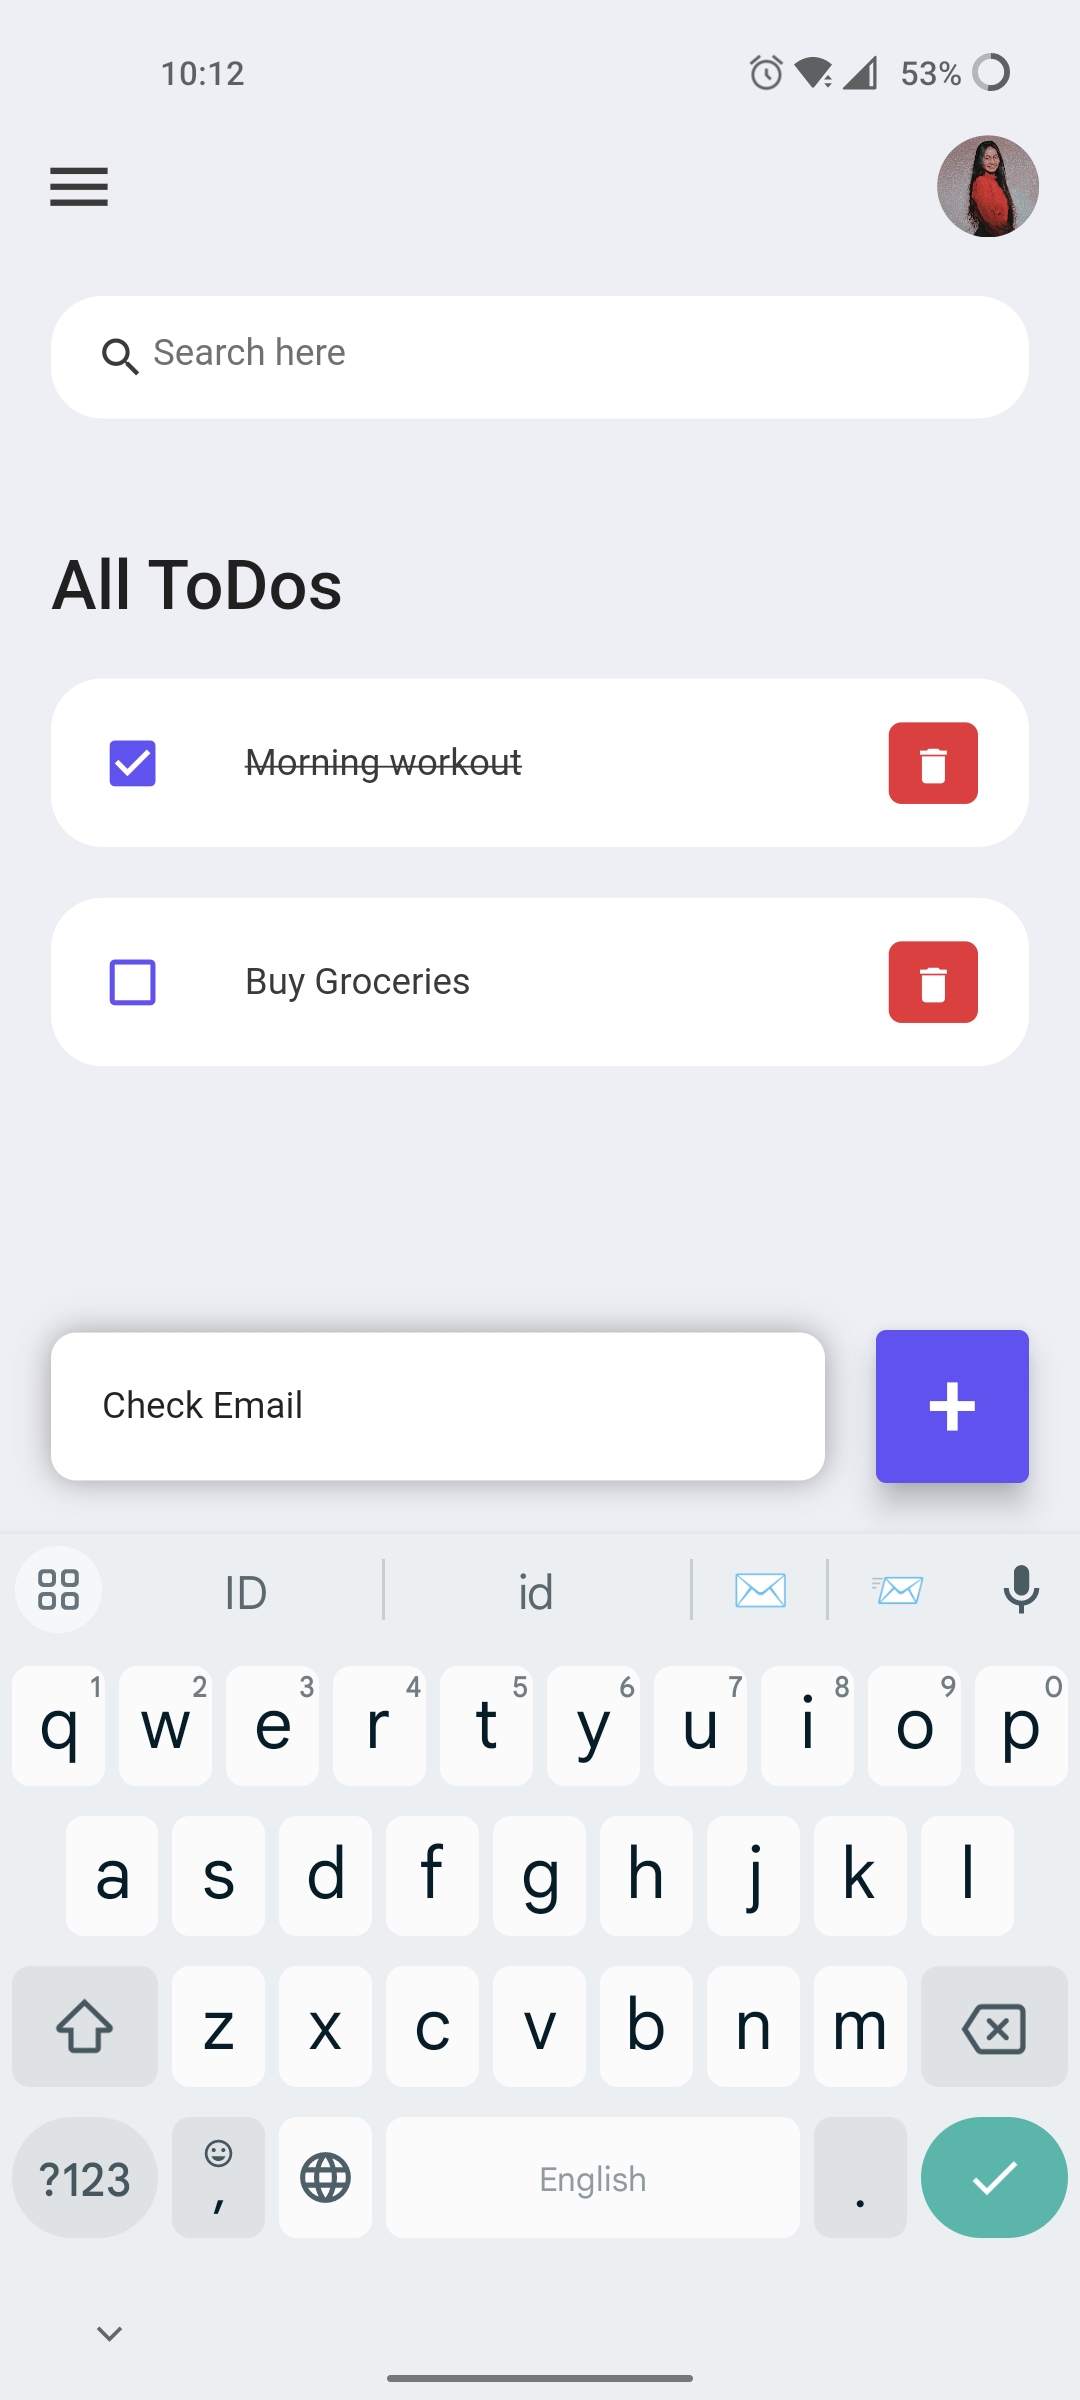 10:12 53%
Search here
All ToDos
Morning workout
Buy Groceries
Check Email
ID id
1 2 3 4 5 6 7 8 9 0
q w e r t y u i o p
a s d f g h j k l
z x c v b n m
?123 , English .